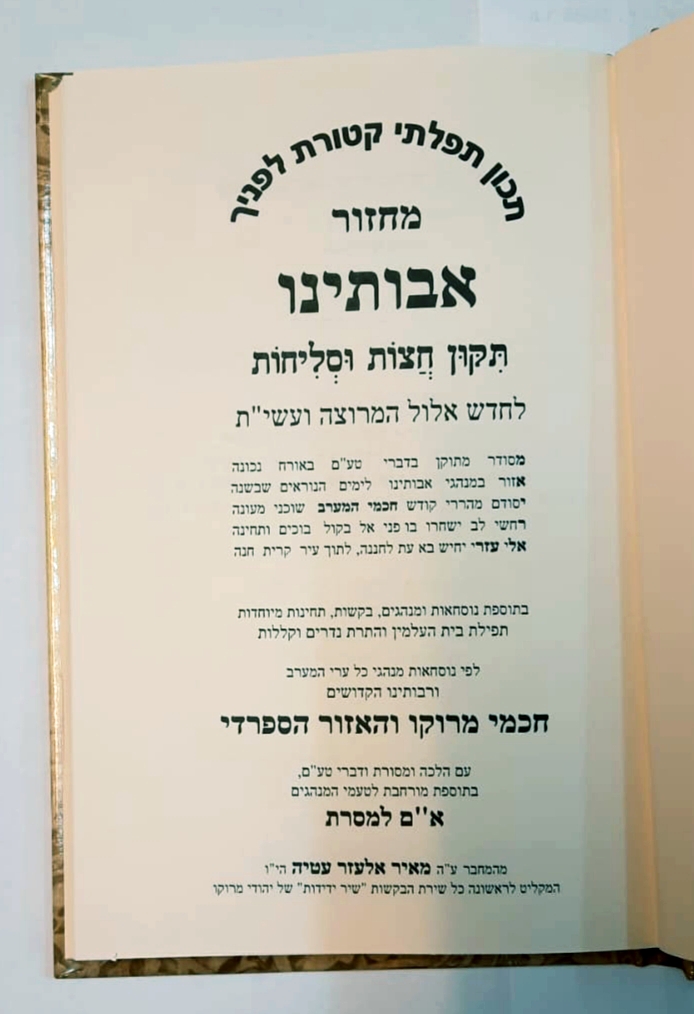 תכון תפלתי קטורת לפניך
מחזור
אבותינו
תִּקּוּן חֲצוֹת וּסְלִיחוֹת
לחדש אלול המרוצה ועשי"ת
מסודר מתוקן בדברי טע"ם באורח נכונה
אזור במנהגי אבותינו לימים הנוראים שבשנה
יסודם מהררי קודש חכמי המערב שוכני מעונה
רחשי לב ישחרו בו פני אל בקול בוכים ותחינה
אלי עזרי יחיש בא עת לחננה, לתוך עיר קרית חנה
בתוספת נוסחאות ומנהגים, בקשות, תחינות מיוחדות
תפילת בית העלמין והתרת נדרים וקללות
לפי נוסחאות מנהגי כל ערי המערב
ורבותינו הקדושים
חכמי מרוקו והאזור הספרדי
עם הלכה ומסורת ודברי טע"ם,
בתוספת מורחבת לטעמי המנהגים
א''ם למסרת
מהמחבר ע"ה מאיר אלעזר עטיה הי"ו
המקליט לראשונה כל שירת הבקשות "שיר ידידות" של יהודי מרוקו